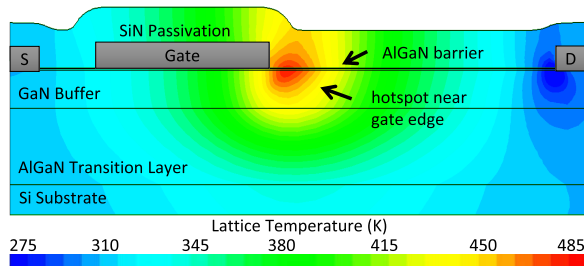 SiN Passivation
S
Gate
AlGaN barrier
D
GaN Buffer
hotspot near
gate edge
AlGaN Transition Layer
Si Substrate
Lattice Temperature (K)
275 310 345 380 415 450 485